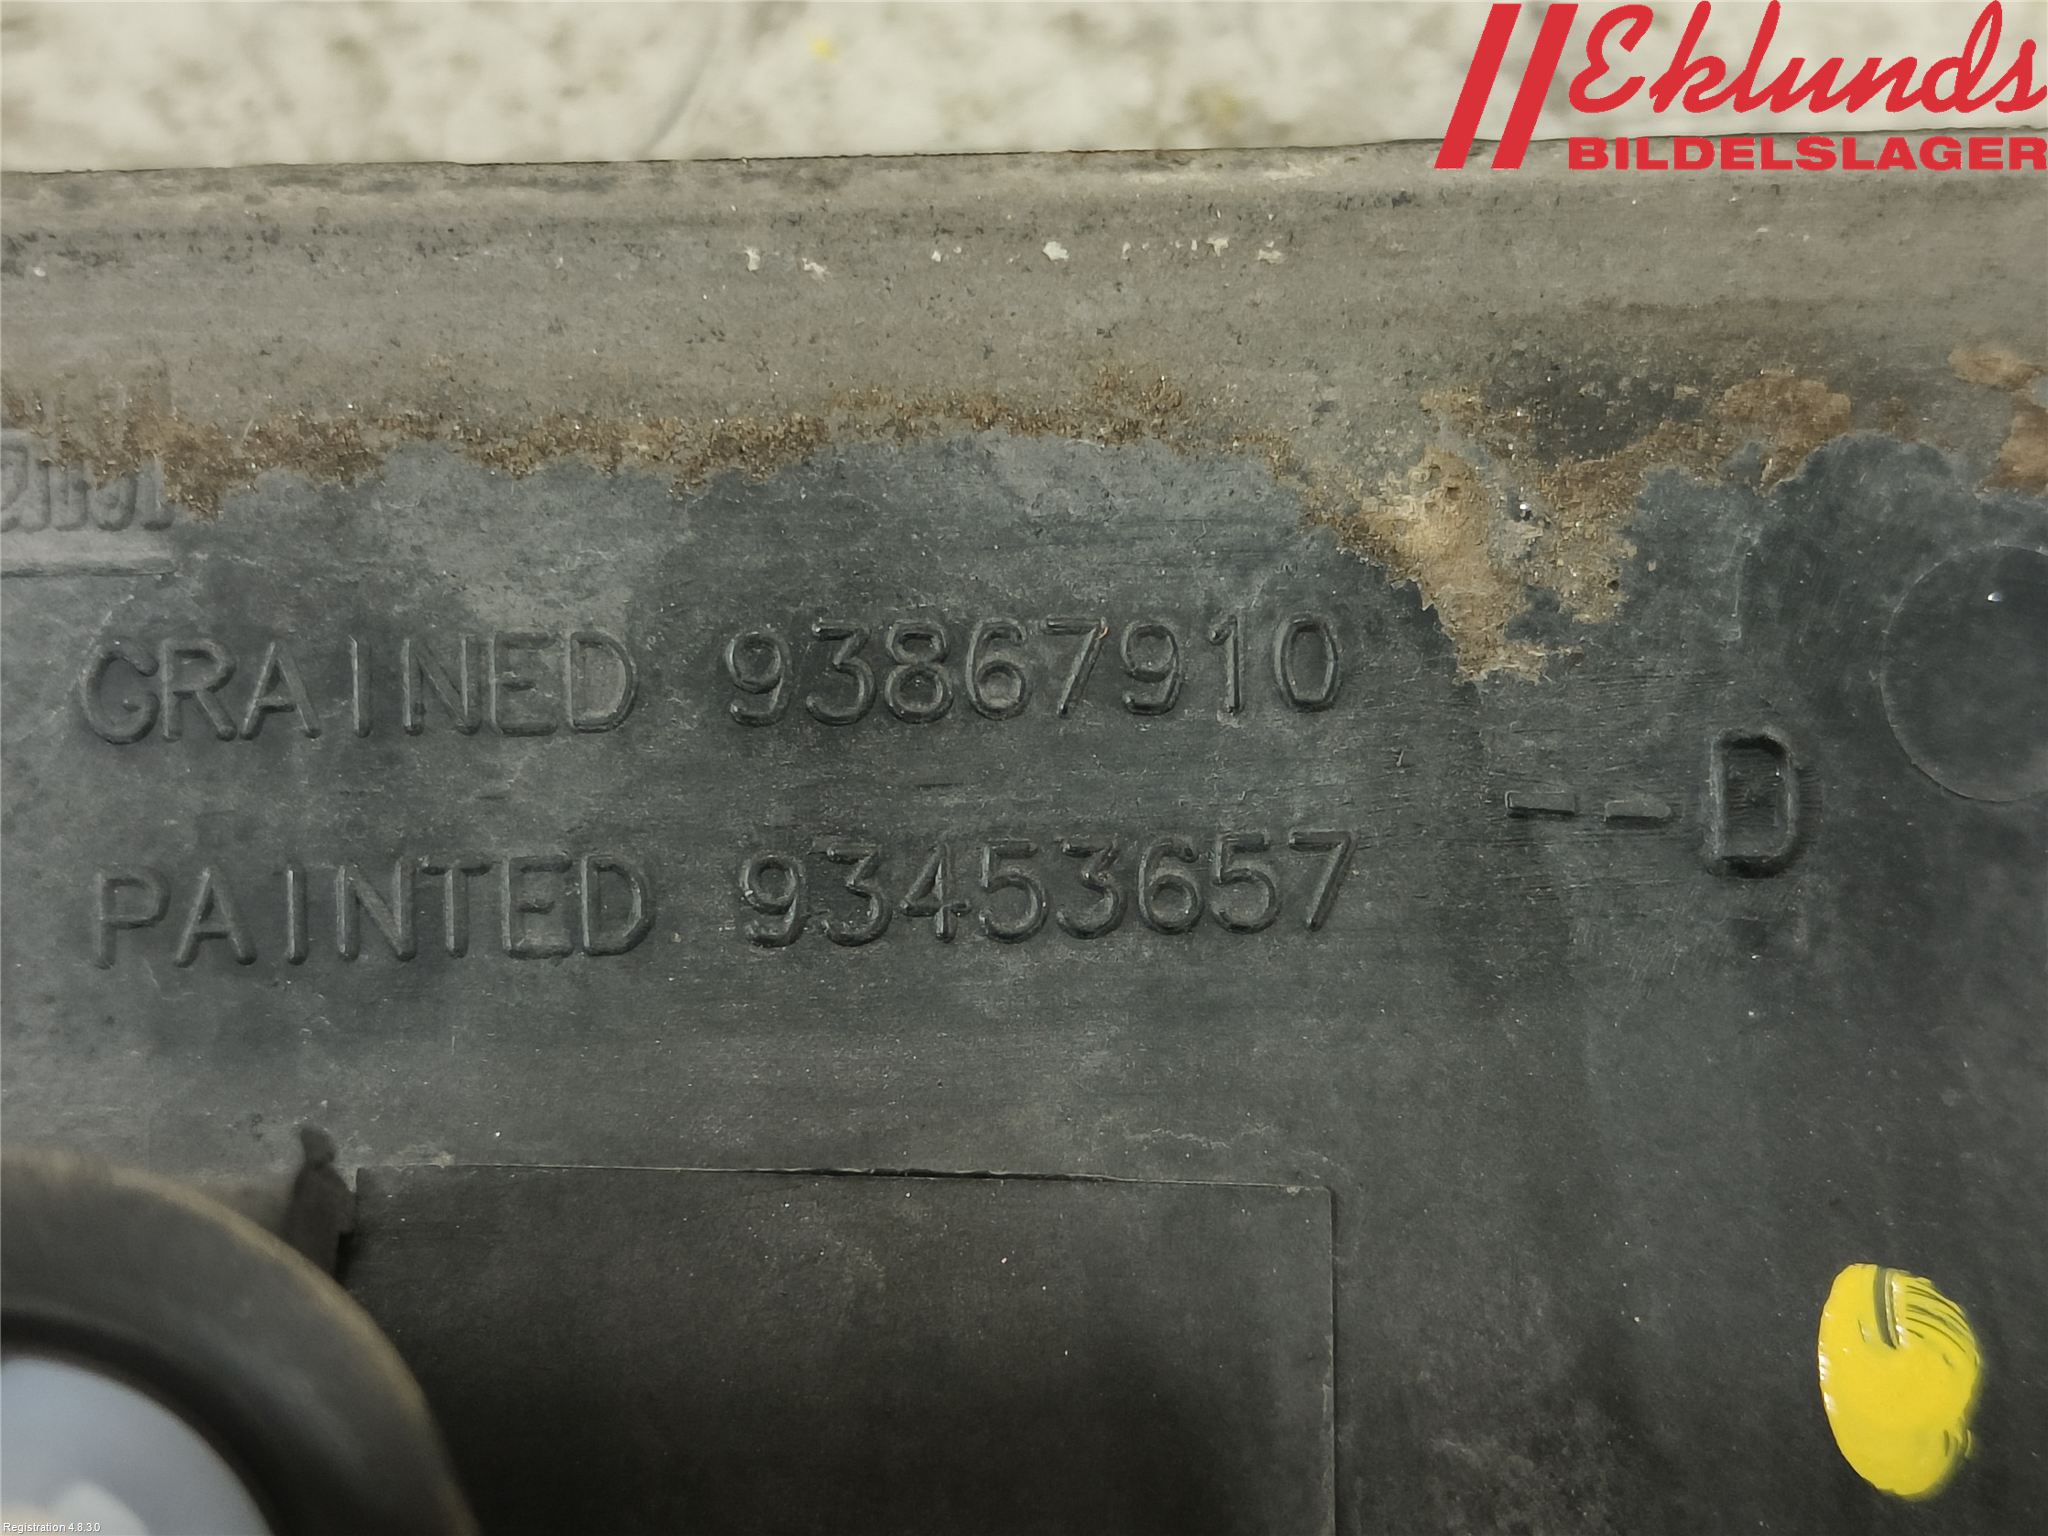 Eklunds
BILDELSLAGER
GRAINED 93867910
PAINTED 93453657
--D
Registration 4.8.3.0